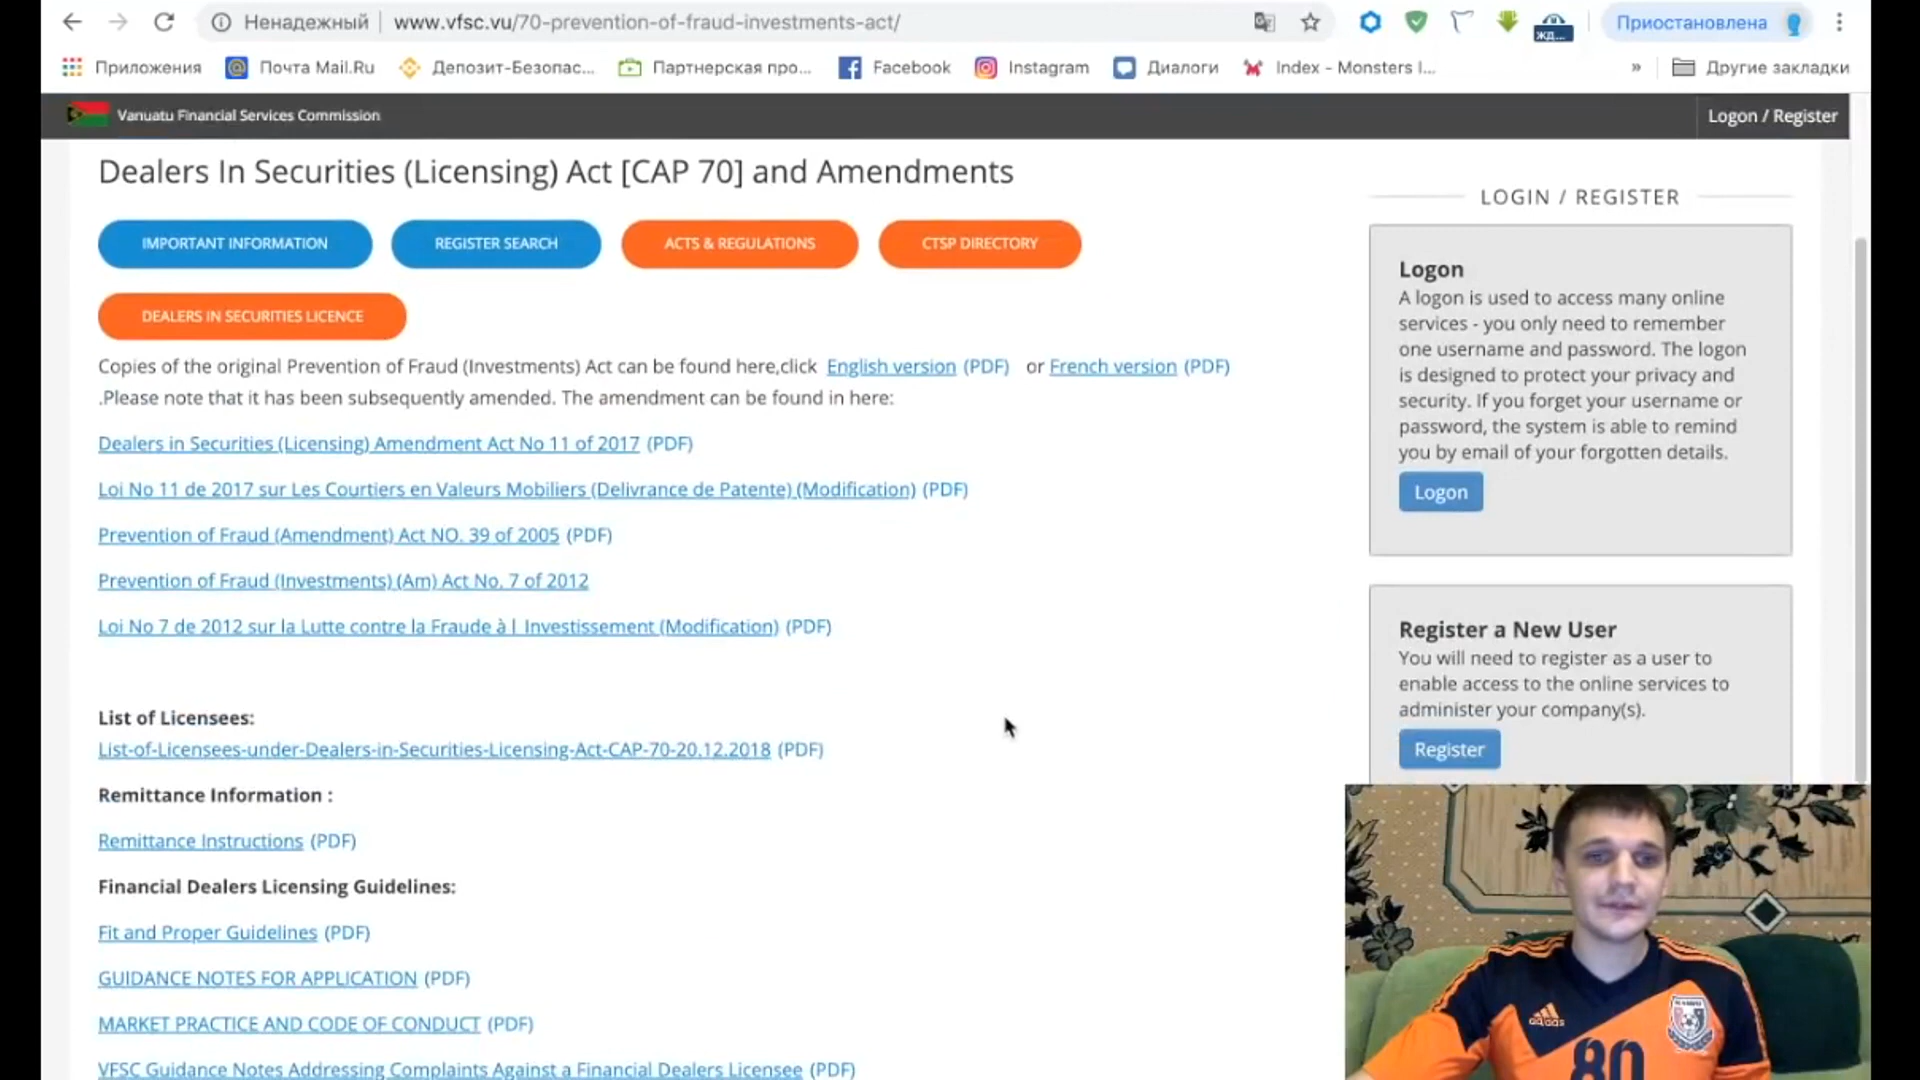 Ненадежный
www.vfsc.vu/70-prevention-of-fraud-investments-act/
ЖД...
Приостановлена
Приложения
Почта Mail.Ru
Депозит-Безопас...
Партнерская про...
Facebook
Instagram
Диалоги
Index - Monsters I...
»
Другие закладки
Vanuatu Financial Services Commission
Logon / Register
Dealers In Securities (Licensing) Act [CAP 70] and Amendments
IMPORTANT INFORMATION
REGISTER SEARCH
ACTS & REGULATIONS
CTSP DIRECTORY
DEALERS IN SECURITIES LICENCE
Copies of the original Prevention of Fraud (Investments) Act can be found here,click English version (PDF) or French version (PDF)
.Please note that it has been subsequently amended. The amendment can be found in here:
Dealers in Securities (Licensing) Amendment Act No 11 of 2017 (PDF)
Loi No 11 de 2017 sur Les Courtiers en Valeurs Mobiliers (Delivrance de Patente) (Modification) (PDF)
Prevention of Fraud (Amendment) Act NO. 39 of 2005 (PDF)
Prevention of Fraud (Investments) (Am) Act No. 7 of 2012
Loi No 7 de 2012 sur la Lutte contre la Fraude à l Investissement (Modification) (PDF)
List of Licensees:
List-of-Licensees-under-Dealers-in-Securities-Licensing-Act-CAP-70-20.12.2018 (PDF)
Remittance Information :
Remittance Instructions (PDF)
Financial Dealers Licensing Guidelines:
Fit and Proper Guidelines (PDF)
GUIDANCE NOTES FOR APPLICATION (PDF)
MARKET PRACTICE AND CODE OF CONDUCT (PDF)
VFSC Guidance Notes Addressing Complaints Against a Financial Dealers Licensee (PDF)
LOGIN / REGISTER
Logon
A logon is used to access many online
services - you only need to remember
one username and password. The logon
is designed to protect your privacy and
security. If you forget your username or
password, the system is able to remind
you by email of your forgotten details.
Logon
Register a New User
You will need to register as a user to
enable access to the online services to
administer your company(s).
Register
adidas
80